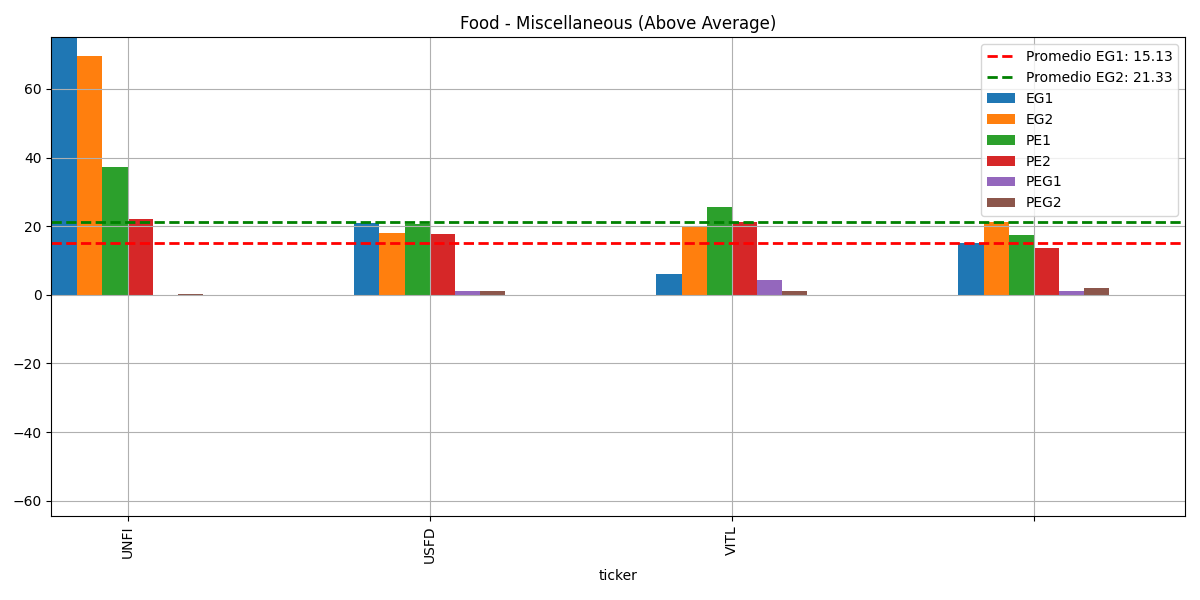 Food - Miscellaneous (Above Average)
Promedio EG1: 15.13
Promedio EG2: 21.33
EG1
EG2
PE1
PE2
PEG1
PEG2
60
40
20
0
−20
−40
−60
UNFI
USFD
VITL
ticker